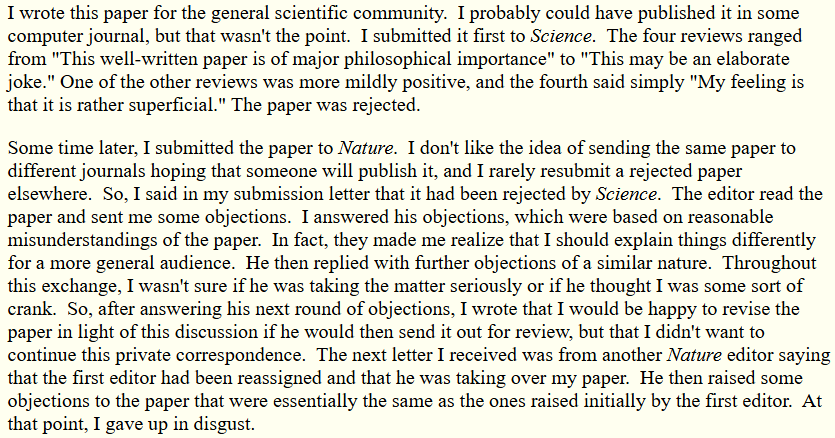 I wrote this paper for the general scientific community.  I probably could have published it in some
computer journal, but that wasn't the point.  I submitted it first to Science.  The four reviews ranged
from "This well-written paper is of major philosophical importance" to "This may be an elaborate
joke." One of the other reviews was more mildly positive, and the fourth said simply "My feeling is
that it is rather superficial." The paper was rejected.
Some time later, I submitted the paper to Nature.  I don't like the idea of sending the same paper to
different journals hoping that someone will publish it, and I rarely resubmit a rejected paper
elsewhere.  So, I said in my submission letter that it had been rejected by Science.  The editor read the
paper and sent me some objections.  I answered his objections, which were based on reasonable
misunderstandings of the paper.  In fact, they made me realize that I should explain things differently
for a more general audience.  He then replied with further objections of a similar nature.  Throughout
this exchange, I wasn't sure if he was taking the matter seriously or if he thought I was some sort of
crank.  So, after answering his next round of objections, I wrote that I would be happy to revise the
paper in light of this discussion if he would then send it out for review, but that I didn't want to
continue this private correspondence.  The next letter I received was from another Nature editor saying
that the first editor had been reassigned and that he was taking over my paper.  He then raised some
objections to the paper that were essentially the same as the ones raised initially by the first editor.  At
that point, I gave up in disgust.